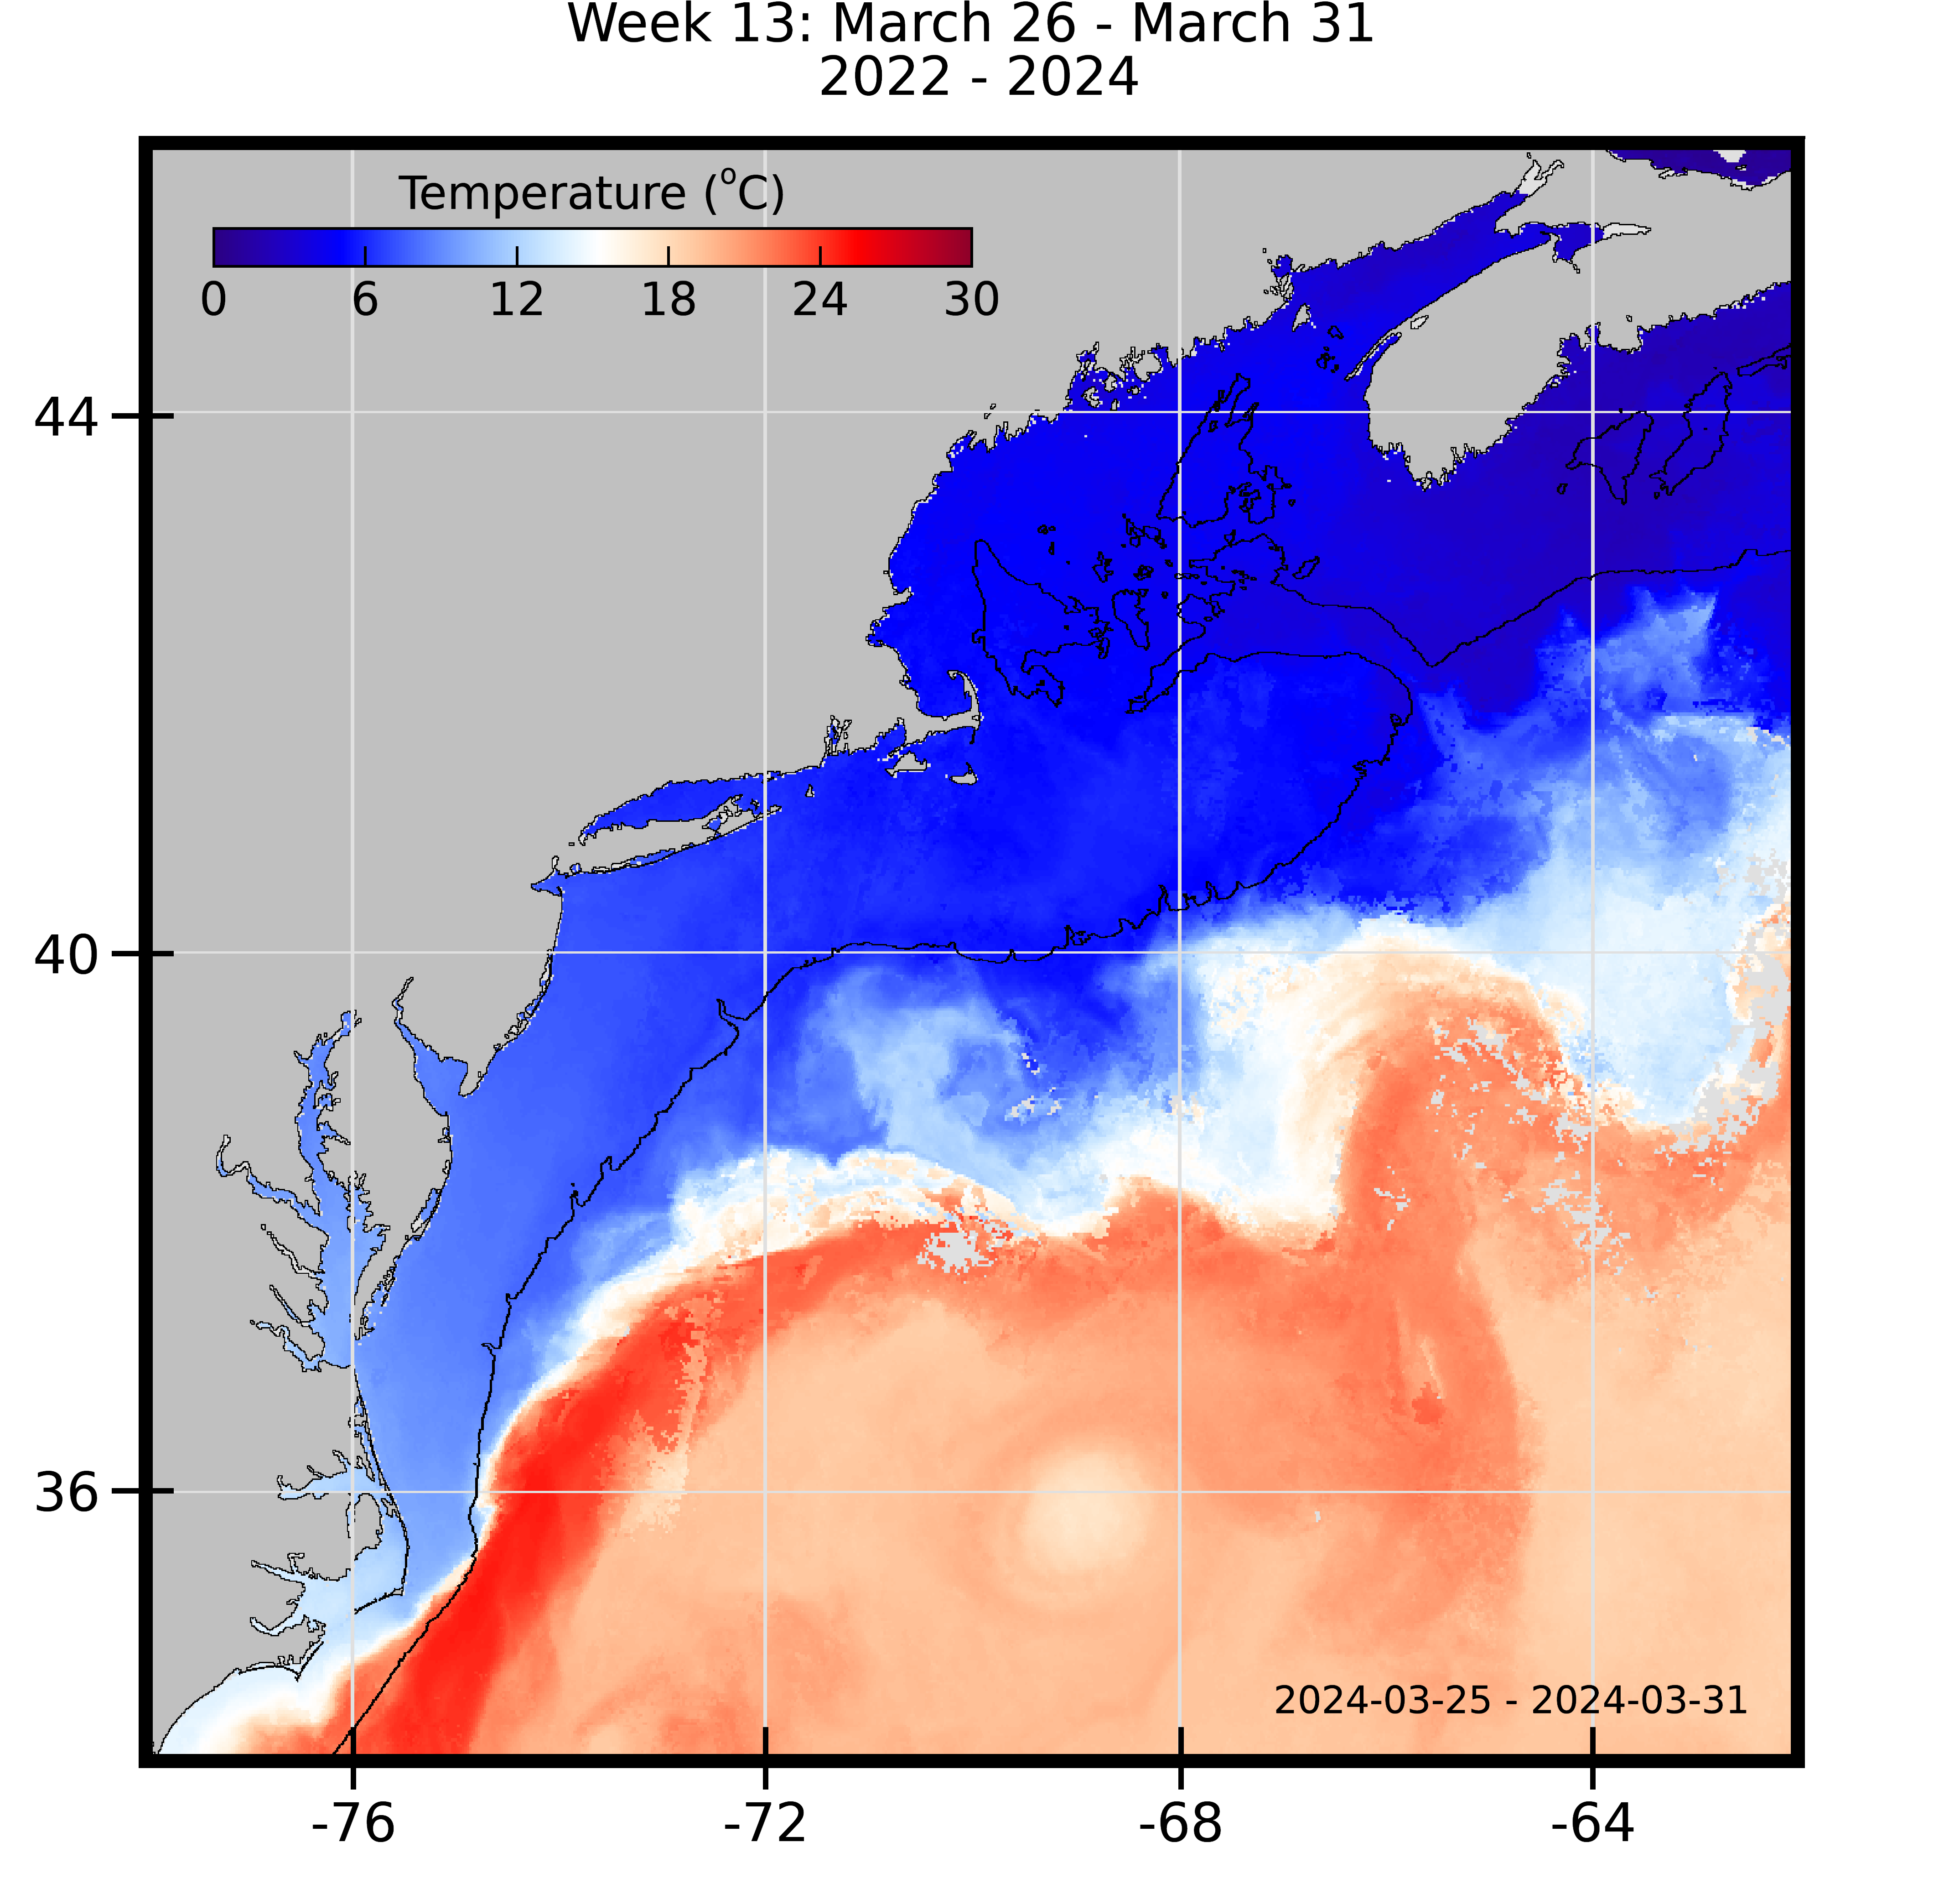 Week 13: March 26 - March 31
2022 - 2024
Temperature (°C)
0 6 12 18 24 30
44
40
36
2024-03-25 - 2024-03-31
-76 -72 -68 -64